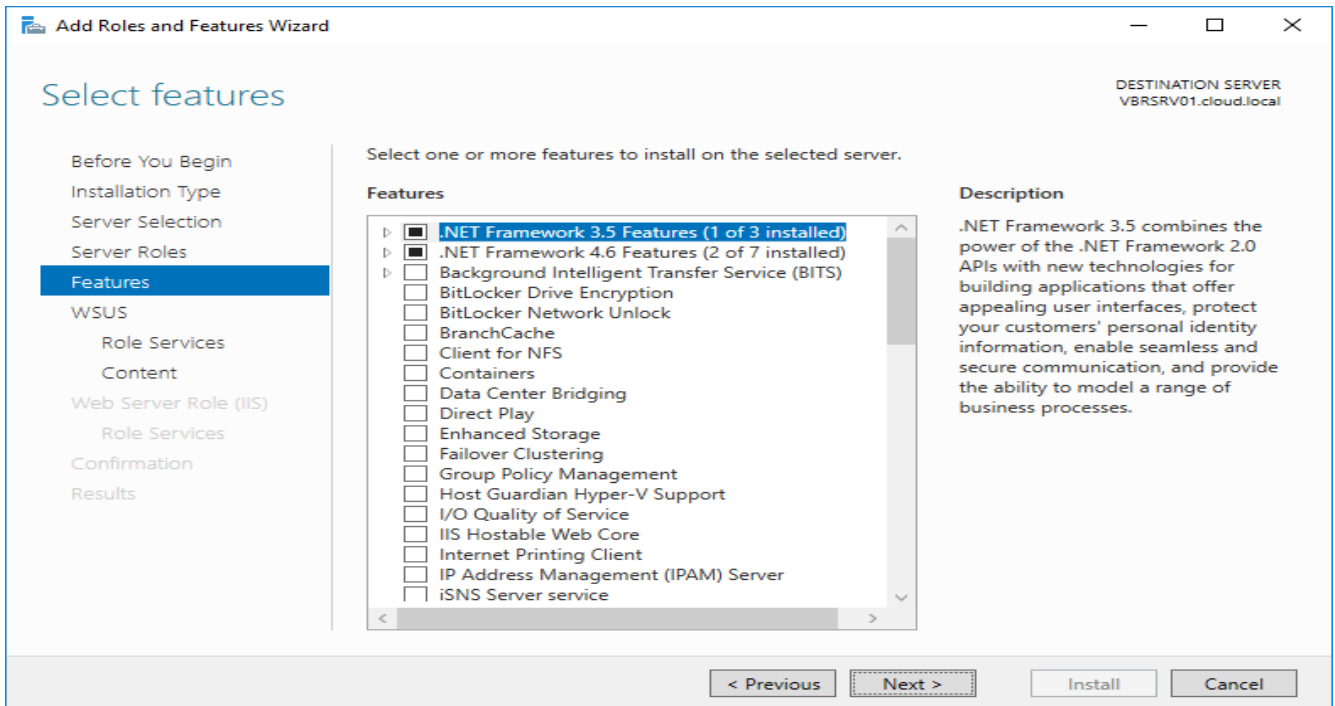 Add Roles and Features Wizard
Select features
DESTINATION SERVER
VBRSRV01.cloud.local
Before You Begin
Installation Type
Server Selection
Server Roles
Features
WSUS
Role Services
Content
Web Server Role (IIS)
Role Services
Confirmation
Results
Select one or more features to install on the selected server.
Features
.NET Framework 3.5 Features (1 of 3 installed)
.NET Framework 4.6 Features (2 of 7 installed)
Background Intelligent Transfer Service (BITS)
BitLocker Drive Encryption
BitLocker Network Unlock
BranchCache
Client for NFS
Containers
Data Center Bridging
Direct Play
Enhanced Storage
Failover Clustering
Group Policy Management
Host Guardian Hyper-V Support
I/O Quality of Service
IIS Hostable Web Core
Internet Printing Client
IP Address Management (IPAM) Server
iSNS Server service
Description
.NET Framework 3.5 combines the
power of the .NET Framework 2.0
APIs with new technologies for
building applications that offer
appealing user interfaces, protect
your customers' personal identity
information, enable seamless and
secure communication, and provide
the ability to model a range of
business processes.
< Previous
Next >
Install
Cancel